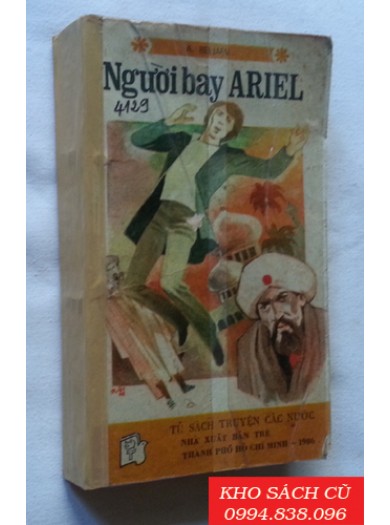 Người bay ARIEL
4129
TỦ SÁCH TRUYỆN CÁC NƯỚC
NHÀ XUẤT BẢN TRẺ
THÀNH PHỐ HỒ CHÍ MINH - 1986
KHO SÁCH CŨ
0994.838.096